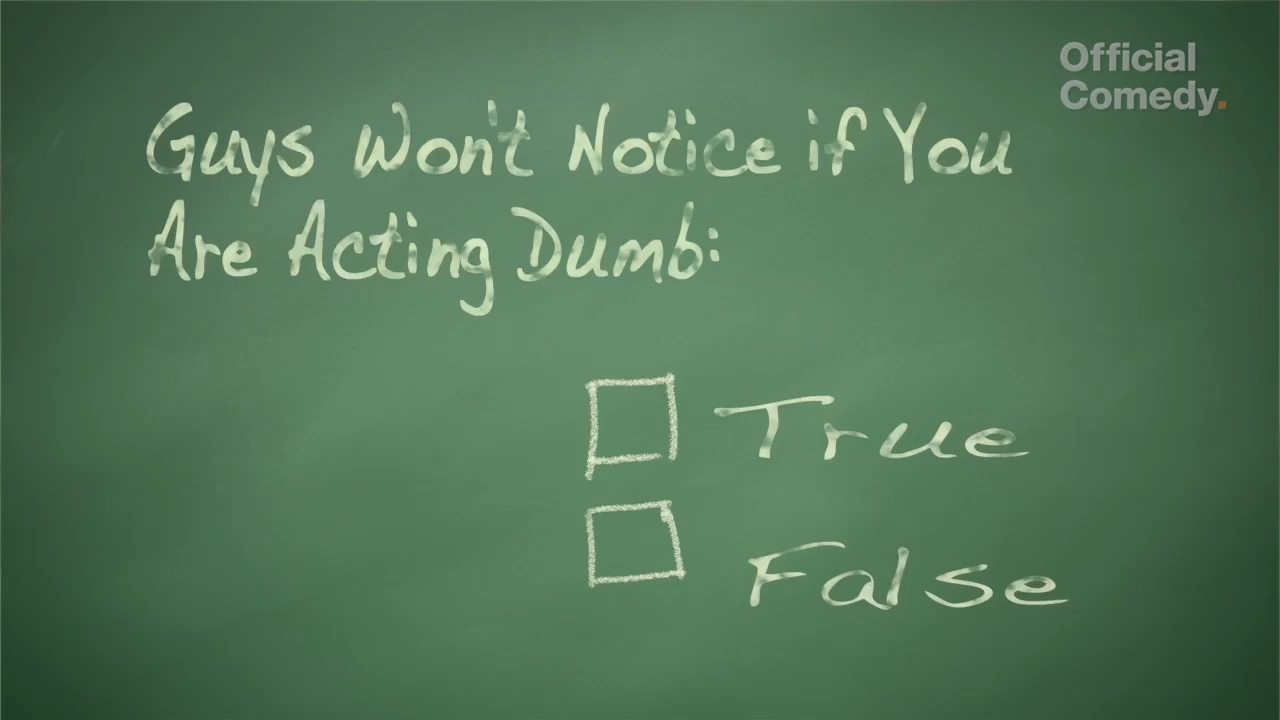 Official
Comedy.
Guys Won't Notice if You
Are Acting Dumb:
True
False